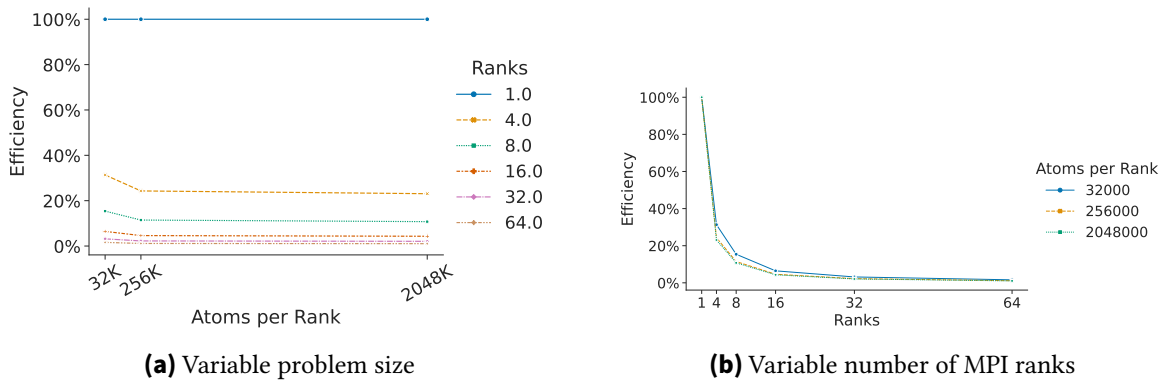 100%
80%
60%
40%
20%
0%
Efficiency
32K
256K
2048K
Atoms per Rank
Ranks
1.0
4.0
8.0
16.0
32.0
64.0
(a) Variable problem size
100%
80%
60%
40%
20%
0%
Efficiency
1 4 8 16 32 64
Ranks
Atoms per Rank
32000
256000
2048000
(b) Variable number of MPI ranks